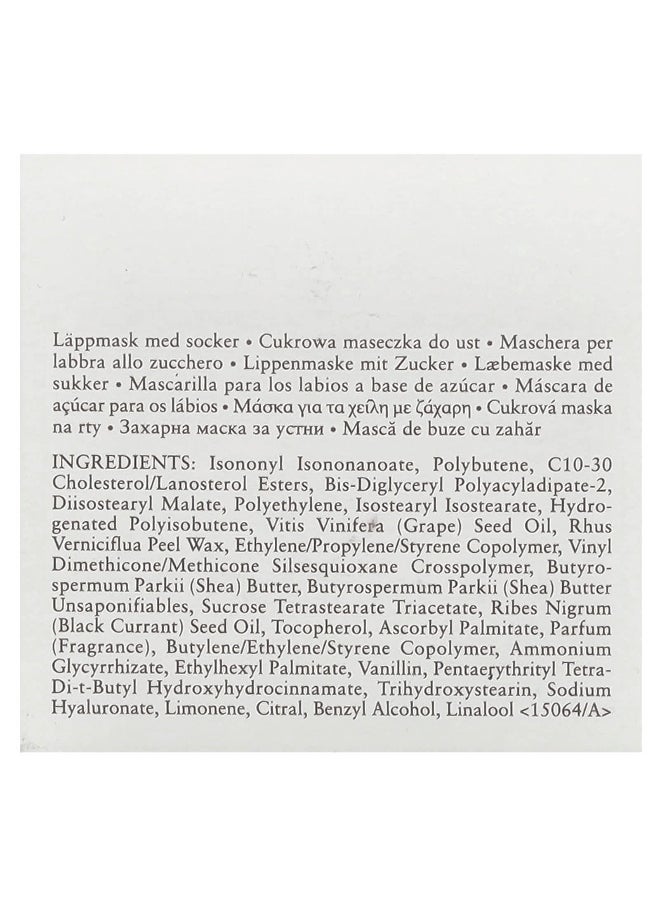 Läppmask med socker • Cukrowa maseczka do ust • Maschera per
labbra allo zucchero • Lippenmaske mit Zucker • Læbemaske med
sukker • Mascarilla para los labios a base de azúcar • Máscara de
açúcar para os lábios • Μάσκα για τα χείλη με ζάχαρη • Cukrová maska
na rty • Захарна маска за устни • Mască de buze cu zahăr
INGREDIENTS: Isononyl Isononanoate, Polybutene, C10-30
Cholesterol/Lanosterol Esters, Bis-Diglyceryl Polyacyladipate-2,
Diisostearyl Malate, Polyethylene, Isostearyl Isostearate, Hydro-
genated Polyisobutene, Vitis Vinifera (Grape) Seed Oil, Rhus
Verniciflua Peel Wax, Ethylene/Propylene/Styrene Copolymer, Vinyl
Dimethicone/Methicone Silsesquioxane Crosspolymer, Butyro-
spermum Parkii (Shea) Butter, Butyrospermum Parkii (Shea) Butter
Unsaponifiables, Sucrose Tetrastearate Triacetate, Ribes Nigrum
(Black Currant) Seed Oil, Tocopherol, Ascorbyl Palmitate, Parfum
(Fragrance), Butylene/Ethylene/Styrene Copolymer, Ammonium
Glycyrrhizate, Ethylhexyl Palmitate, Vanillin, Pentaerythrityl Tetra-
Di-t-Butyl Hydroxyhydrocinnamate, Trihydroxystearin, Sodium
Hyaluronate, Limonene, Citral, Benzyl Alcohol, Linalool <15064/A>